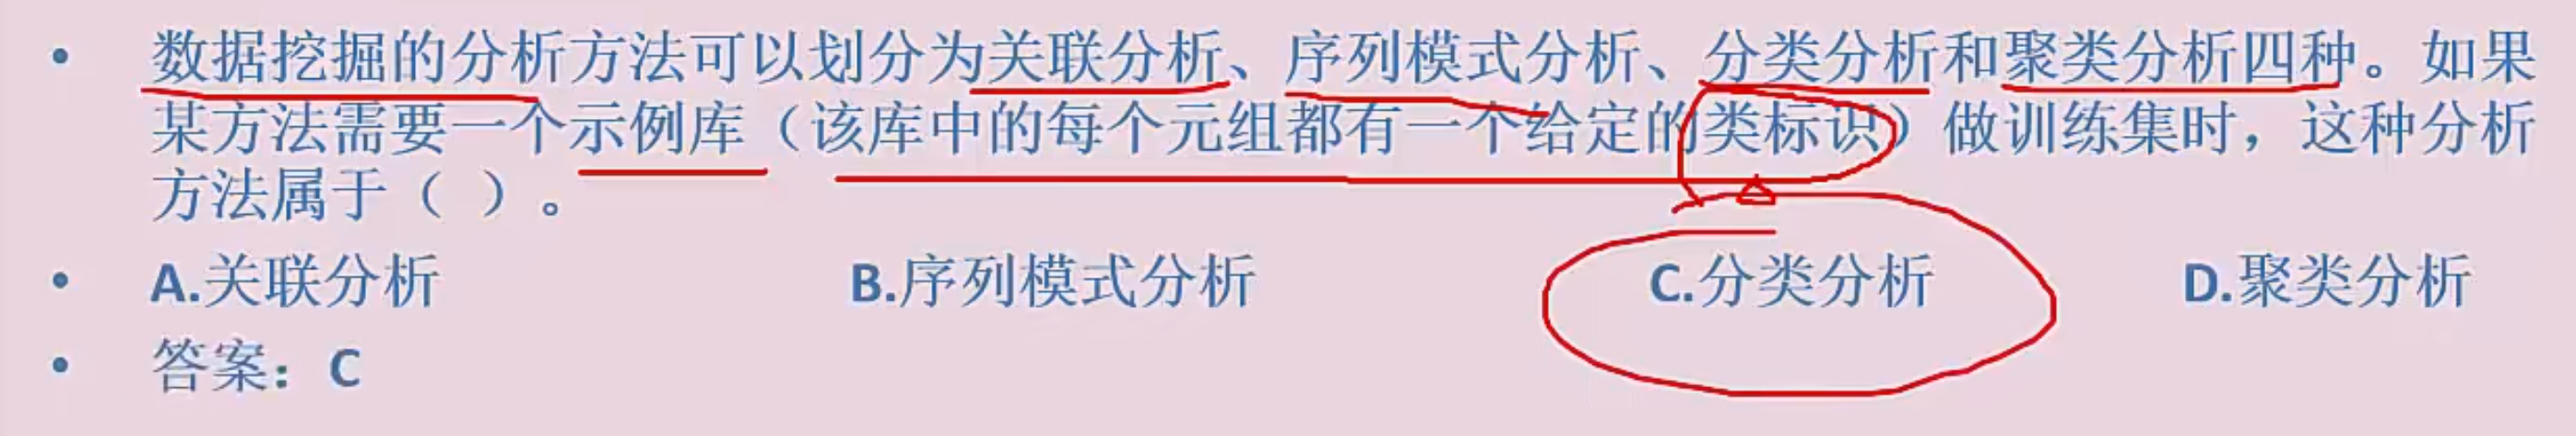 • 数据挖掘的分析方法可以划分为关联分析、序列模式分析、分类分析和聚类分析四种。如果
某方法需要一个示例库（该库中的每个元组都有一个给定的类标识）做训练集时，这种分析
方法属于（ ）。
• A.关联分析 B.序列模式分析 C.分类分析 D.聚类分析
• 答案：C